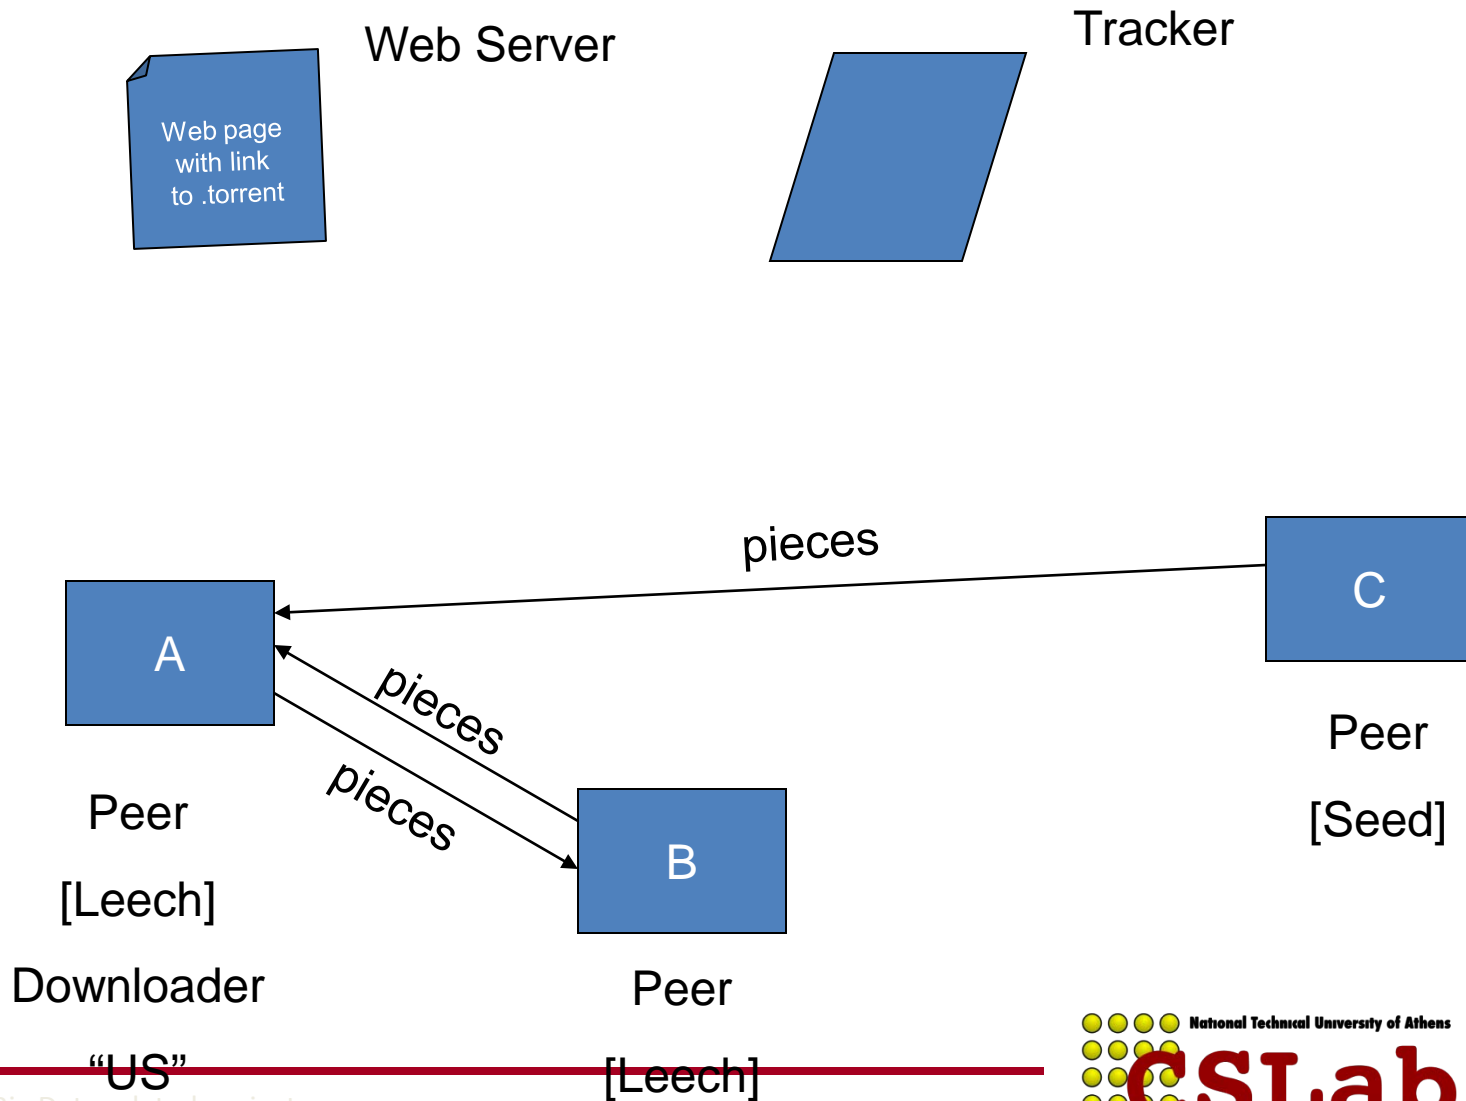 Web Server
Tracker
Web page
with link
to .torrent
pieces
C
A
pieces
pieces
Peer
[Seed]
B
Peer
[Leech]
Downloader
“US”
Peer
[Leech]
National Technical University of Athens
CSLab